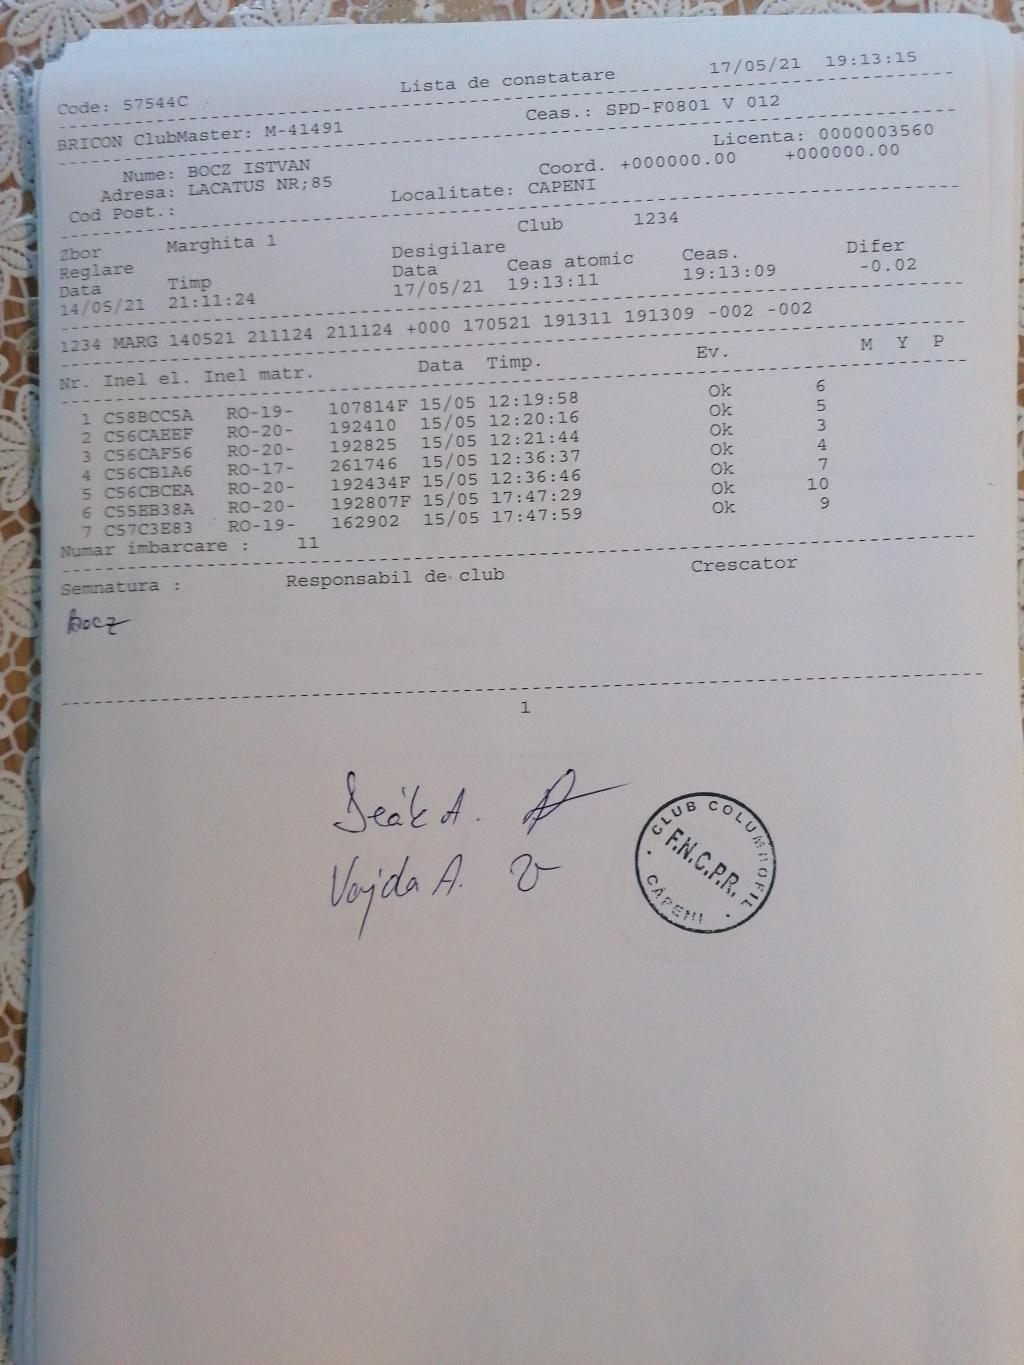 Code: 57544C Lista de constatare 17/05/21 19:13:15
BRICON ClubMaster: M-41491 Ceas.: SPD-F0801 V 012
Licenta: 0000003560
Nume: BOCZ ISTVAN Coord. +000000.00 +000000.00
Adresa: LACATUS NR;85
Cod Post.: Localitate: CAPENI
Club 1234
Zbor Marghita 1
Reglare Desigilare
Data Timp Data Ceas atomic Ceas. Difer
14/05/21 21:11:24 17/05/21 19:13:11 19:13:09 -0.02
1234 MARG 140521 211124 211124 +000 170521 191311 191309 -002 -002
Nr. Inel el. Inel matr. Data Timp. Ev. M Y P
1 C58BCC5A RO-19- 107814F 15/05 12:19:58 Ok 6
2 C56CAEEF RO-20- 192410 15/05 12:20:16 Ok 5
3 C56CAF56 RO-20- 192825 15/05 12:21:44 Ok 3
4 C56CB1A6 RO-17- 261746 15/05 12:36:37 Ok 4
5 C56CBCEA RO-20- 192434F 15/05 12:36:46 Ok 7
6 C55EB38A RO-20- 192807F 15/05 17:47:29 Ok 10
7 C57C3E83 RO-19- 162902 15/05 17:47:59 Ok 9
Numar imbarcare : 11
Semnatura : Responsabil de club Crescator
Bocz
1
Deák A.
Vajda A.
CLUB COLUMBOFIL
F.N.C.P.R.
CĂPENI